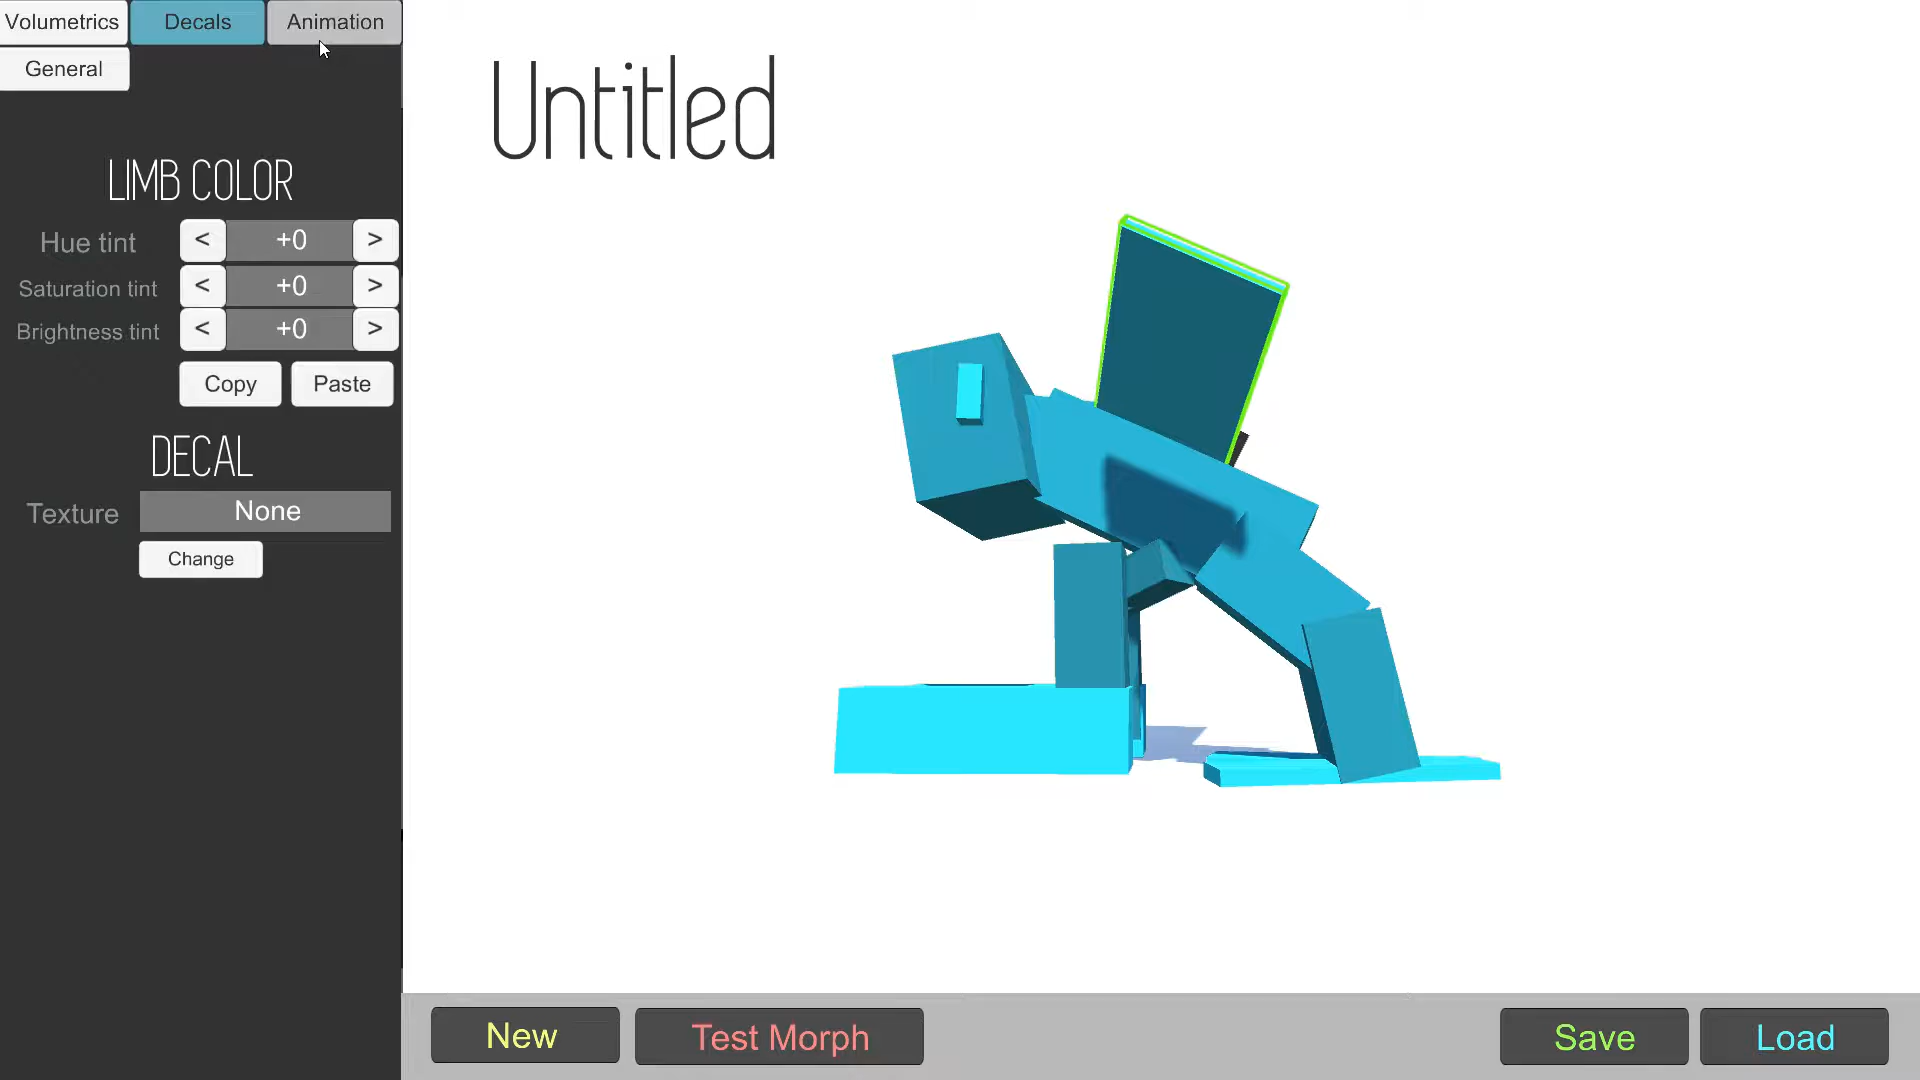 Volumetrics Decals Animation
General
Untitled
LIMB COLOR
Hue tint < +0 >
Saturation tint < +0 >
Brightness tint < +0 >
Copy Paste
DECAL
Texture None
Change
New Test Morph Save Load